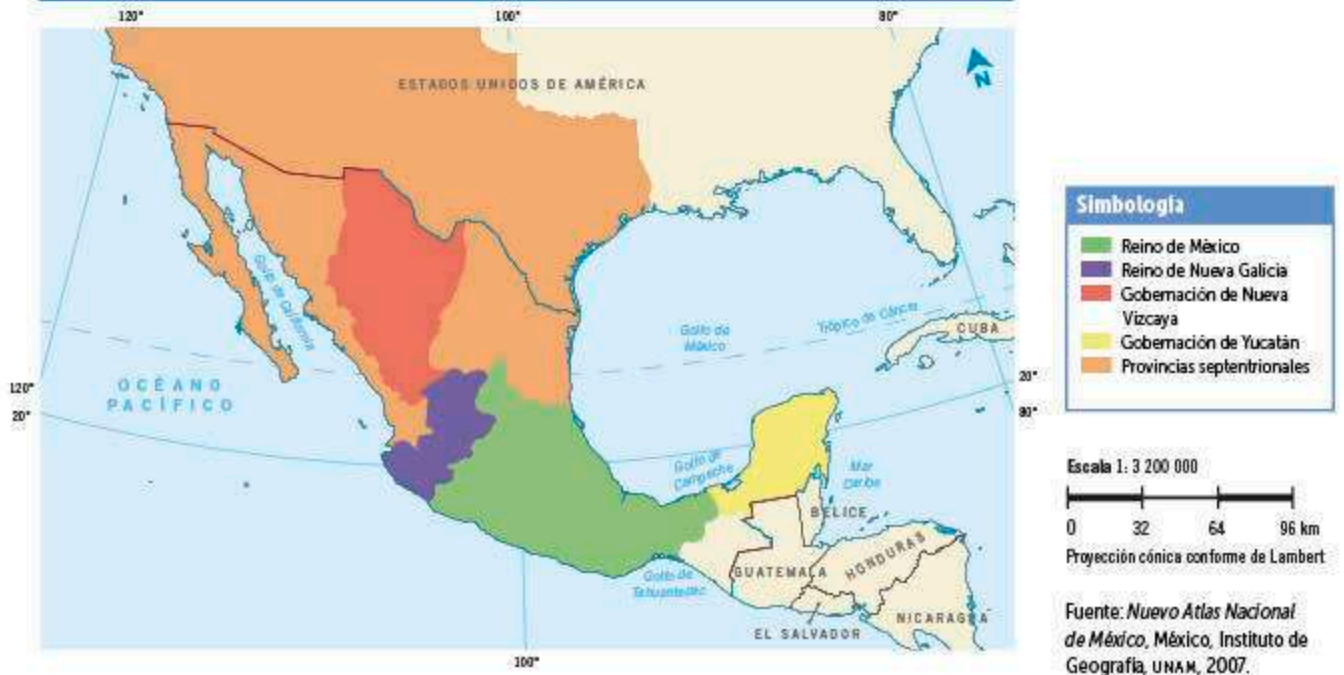 120°
100°
80°
ESTADOS UNIDOS DE AMÉRICA
N
Golfo de California
Golfo de
México
Trópico de Cáncer
CUBA
OCÉANO
PACÍFICO
120°
20°
20°
80°
Golfo de
Campeche
Mar
Caribe
BELICE
GUATEMALA
HONDURAS
Golfo de
Tehuantepec
EL SALVADOR
NICARAGUA
100°
Simbología
Reino de México
Reino de Nueva Galicia
Gobernación de Nueva
Vizcaya
Gobernación de Yucatán
Provincias septentrionales
Escala 1: 3 200 000
0 32 64 96 km
Proyección cónica conforme de Lambert
Fuente: Nuevo Atlas Nacional
de México, México, Instituto de
Geografía, UNAM, 2007.